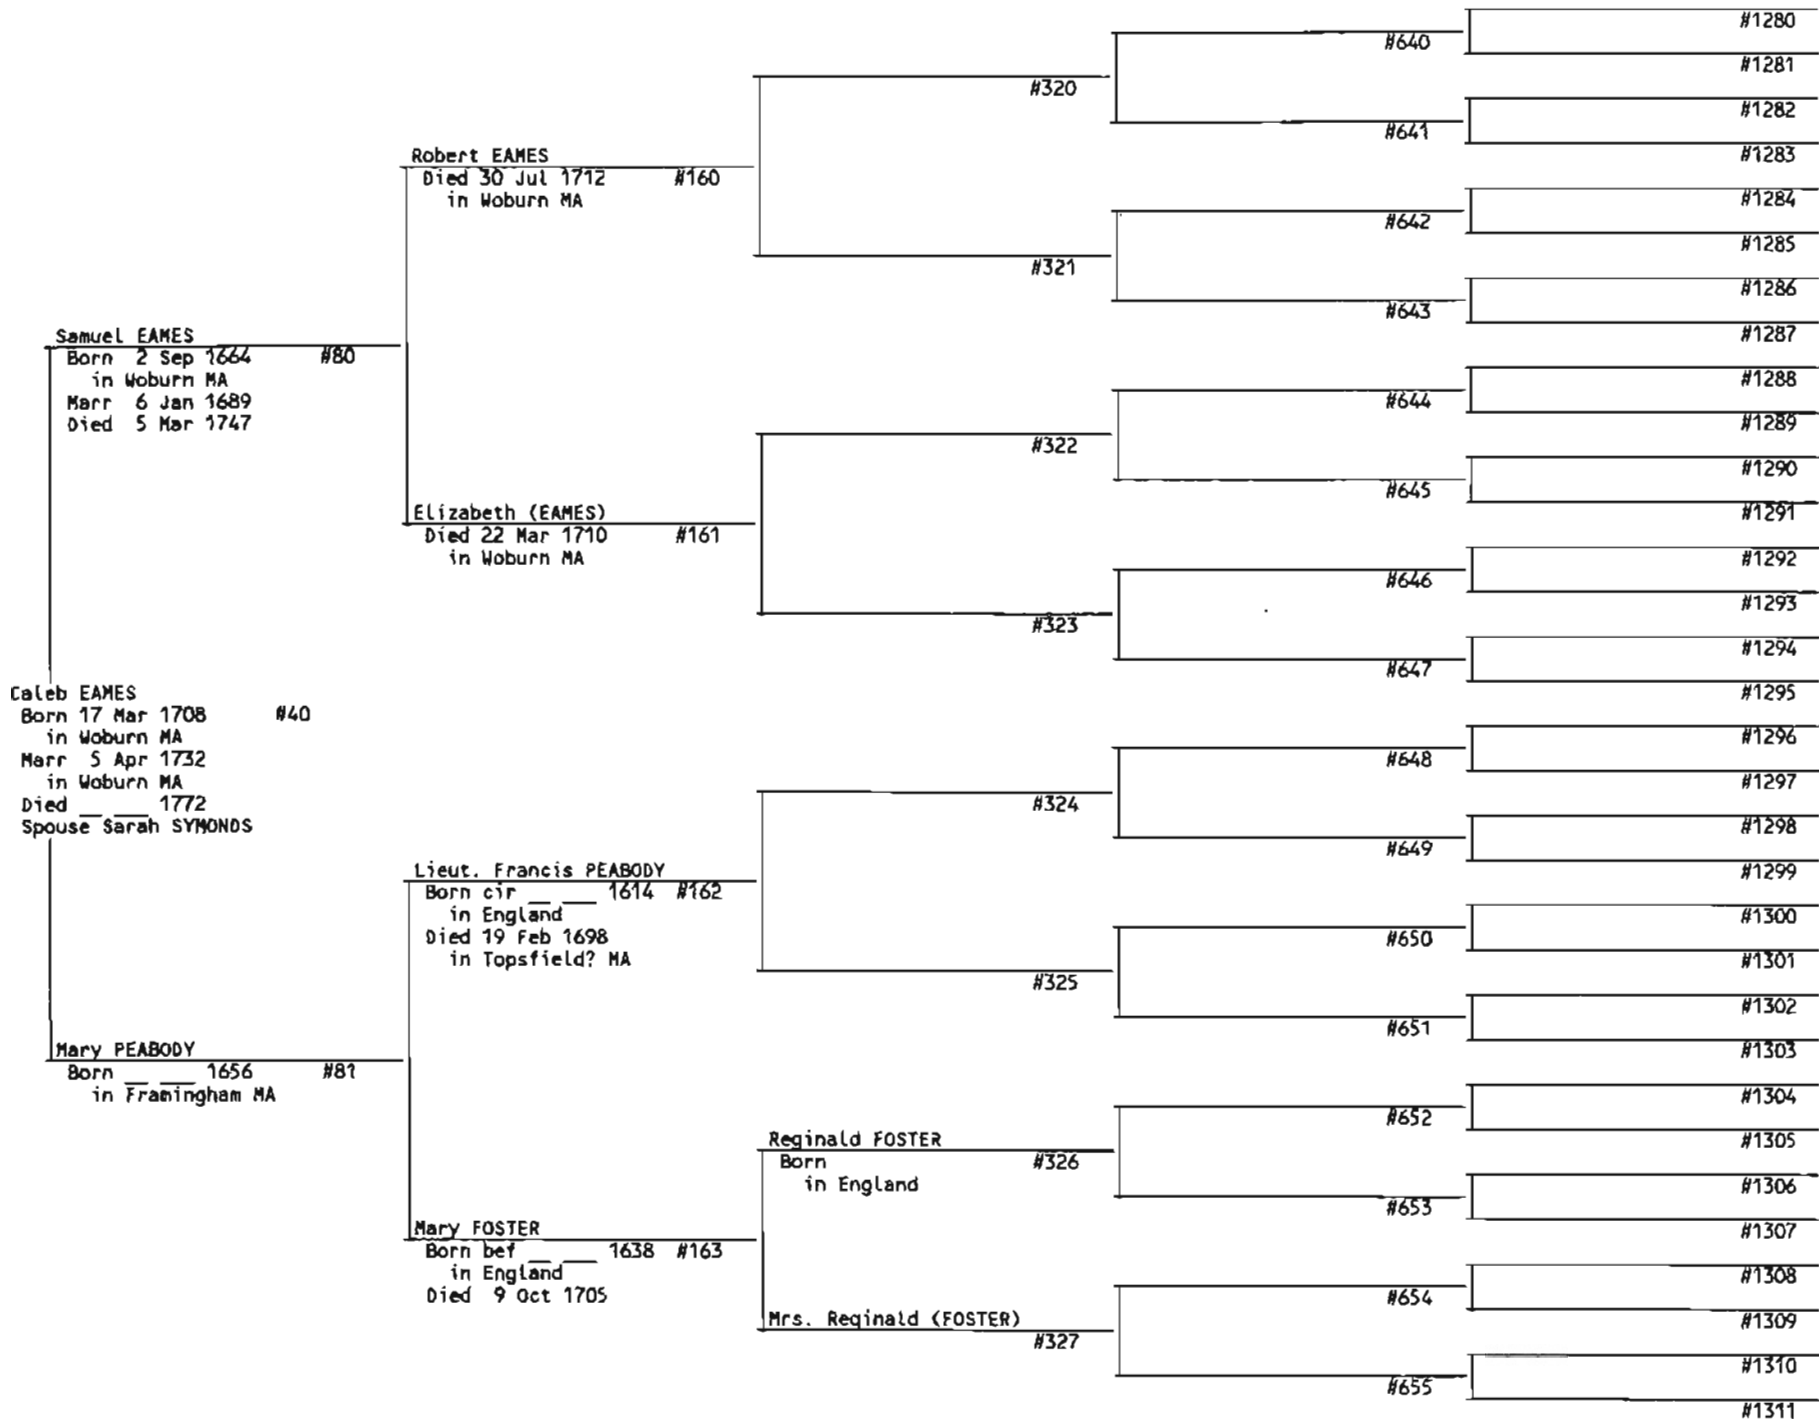 Caleb EAMES
Born 17 Mar 1708 #40
in Woburn MA
Marr 5 Apr 1732
in Woburn MA
Died __ ___ 1772
Spouse Sarah SYMONDS
Samuel EAMES
Born 2 Sep 1664 #80
in Woburn MA
Marr 6 Jan 1689
Died 5 Mar 1747
Mary PEABODY
Born __ ___ 1656 #81
in Framingham MA
Robert EAMES
Died 30 Jul 1712 #160
in Woburn MA
Elizabeth (EAMES)
Died 22 Mar 1710 #161
in Woburn MA
Lieut. Francis PEABODY
Born cir __ ___ 1614 #162
in England
Died 19 Feb 1698
in Topsfield? MA
Mary FOSTER
Born bef __ ___ 1638 #163
in England
Died 9 Oct 1705
#320
#321
#322
#323
#324
#325
Reginald FOSTER
Born #326
in England
Mrs. Reginald (FOSTER)
#327
#640
#641
#642
#643
#644
#645
#646
#647
#648
#649
#650
#651
#652
#653
#654
#655
#1280
#1281
#1282
#1283
#1284
#1285
#1286
#1287
#1288
#1289
#1290
#1291
#1292
#1293
#1294
#1295
#1296
#1297
#1298
#1299
#1300
#1301
#1302
#1303
#1304
#1305
#1306
#1307
#1308
#1309
#1310
#1311